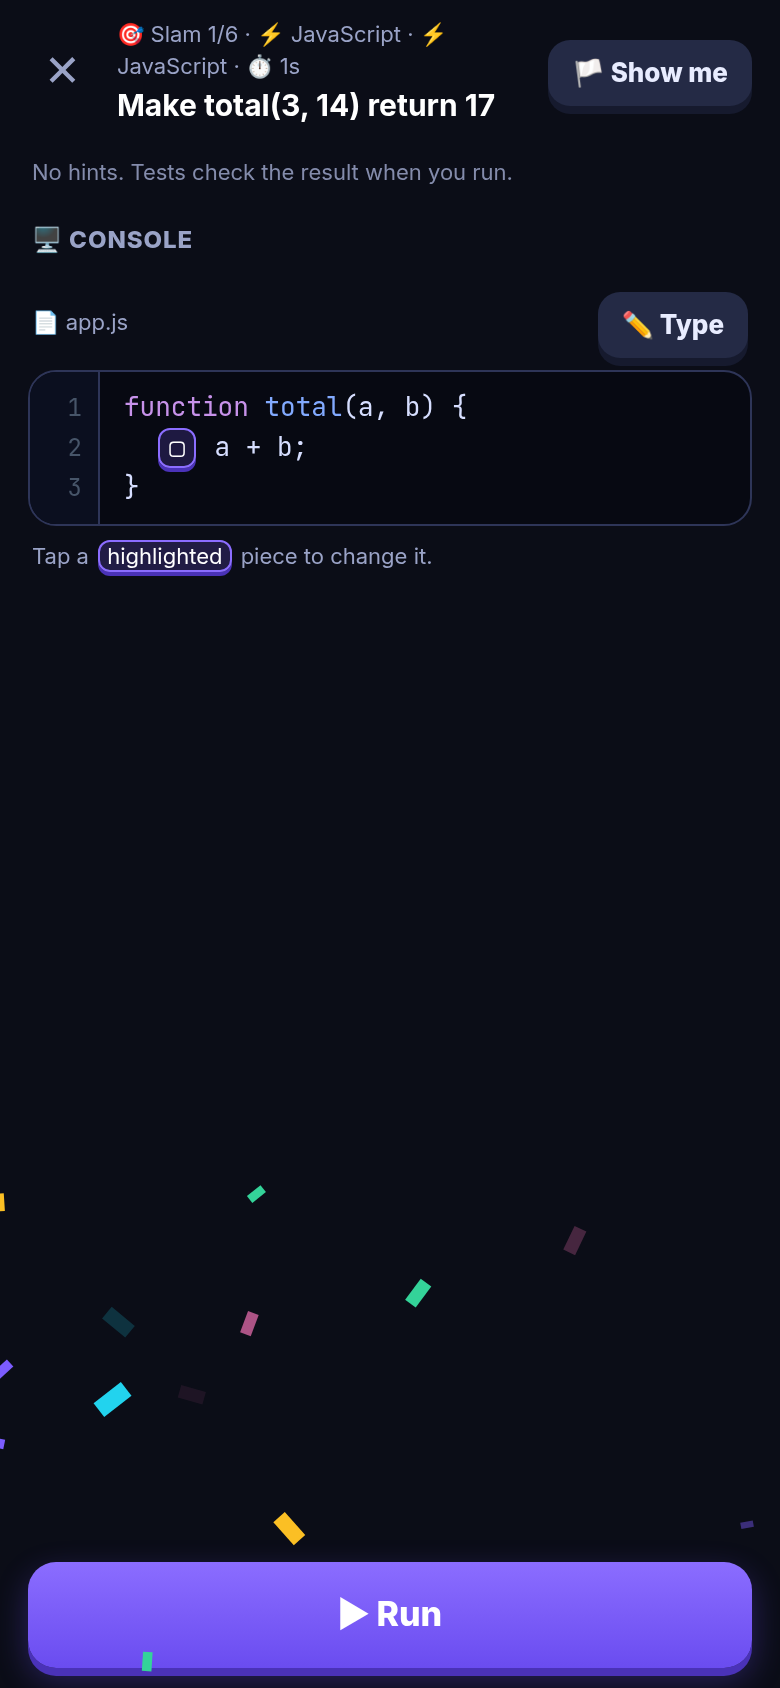 🎯 Slam 1/6 · ⚡ JavaScript · ⚡
JavaScript · ⏱️ 1s
Make total(3, 14) return 17
🏳️ Show me
No hints. Tests check the result when you run.
🖥️ CONSOLE
📄 app.js
✏️ Type
1 function total(a, b) {
2 ▢ a + b;
3 }
Tap a highlighted piece to change it.
▶ Run